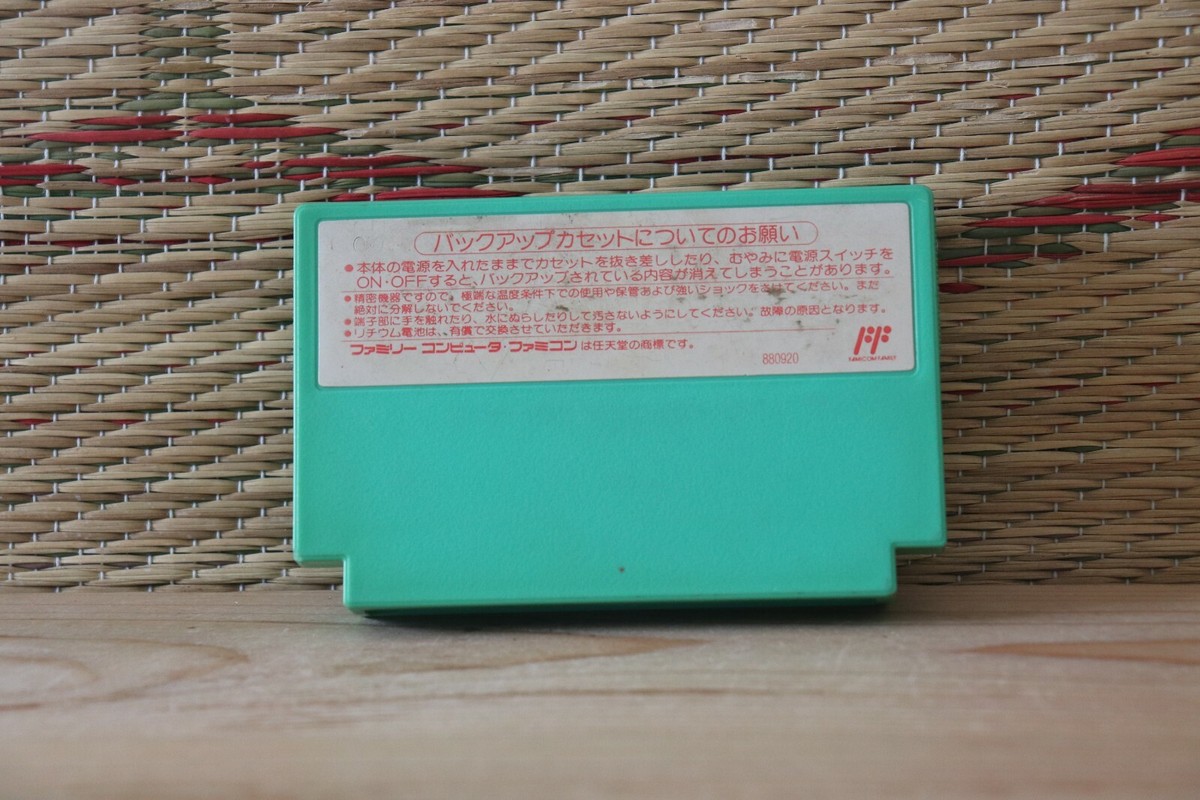 バックアップカセットについてのお願い
●本体の電源を入れたままでカセットを抜き差ししたり、むやみに電源スイッチを
ON・OFFすると、バックアップされている内容が消えてしまうことがあります。
●精密機器ですので、極端な温度条件下での使用や保管および強いショックをさけてください。また
絶対に分解しないでください。
●端子部に手を触れたり、水にぬらしたりして汚さないようにしてください。故障の原因となります。
●リチウム電池は、有償で交換させていただきます。
ファミリーコンピュータ・ファミコンは任天堂の商標です。
880920
FAMICOM FAMILY